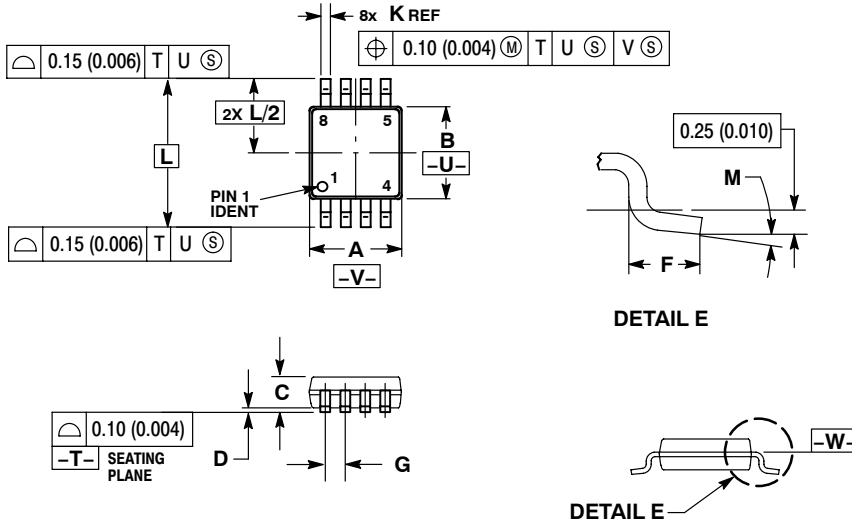 8x K REF
⌖ 0.10 (0.004) Ⓜ T U Ⓢ V Ⓢ
⌓ 0.15 (0.006) T U Ⓢ
2X L/2
8 5
B
-U-
L
PIN 1
IDENT
1 4
⌓ 0.15 (0.006) T U Ⓢ
A
-V-
0.25 (0.010)
M
F
DETAIL E
C
⌓ 0.10 (0.004)
-T- SEATING
PLANE
D
G
-W-
DETAIL E